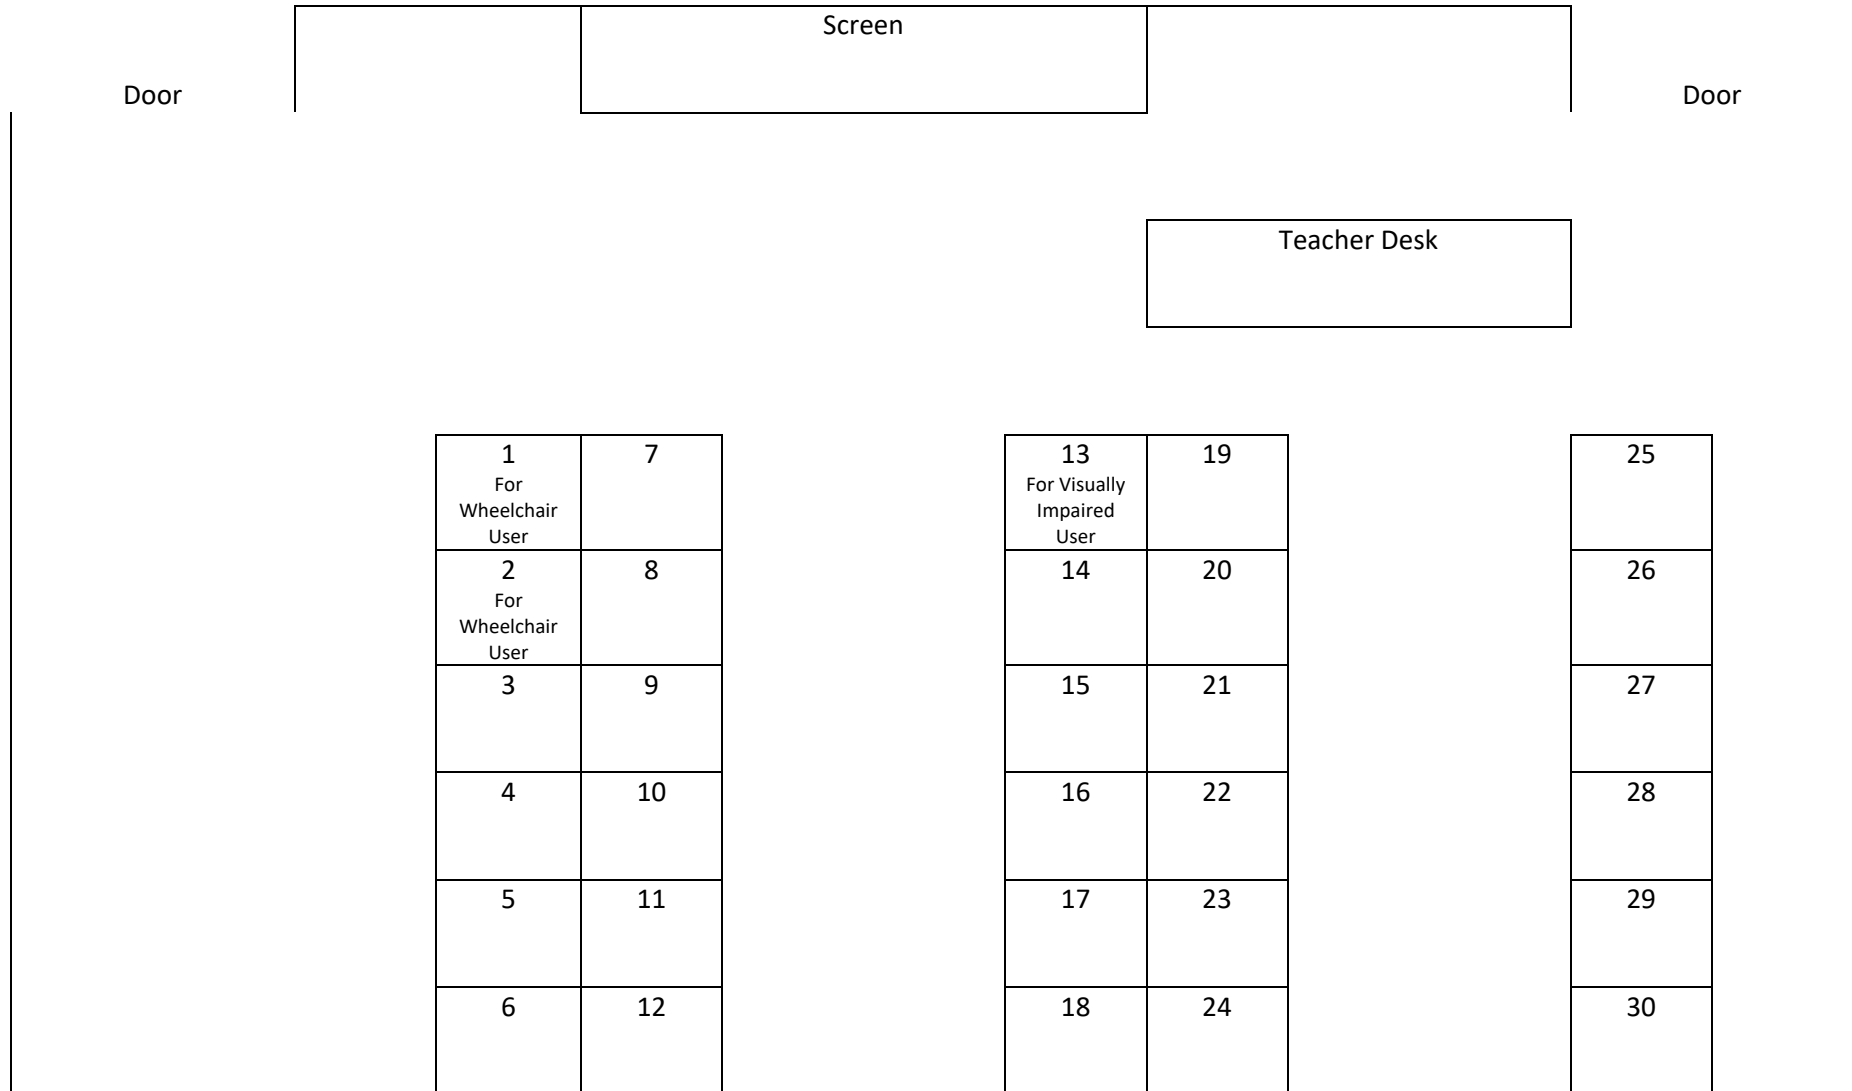 Screen
Door
Door
Teacher Desk
1
For
Wheelchair
User
7
13
For Visually
Impaired
User
19
25
2
For
Wheelchair
User
8
14
20
26
3
9
15
21
27
4
10
16
22
28
5
11
17
23
29
6
12
18
24
30